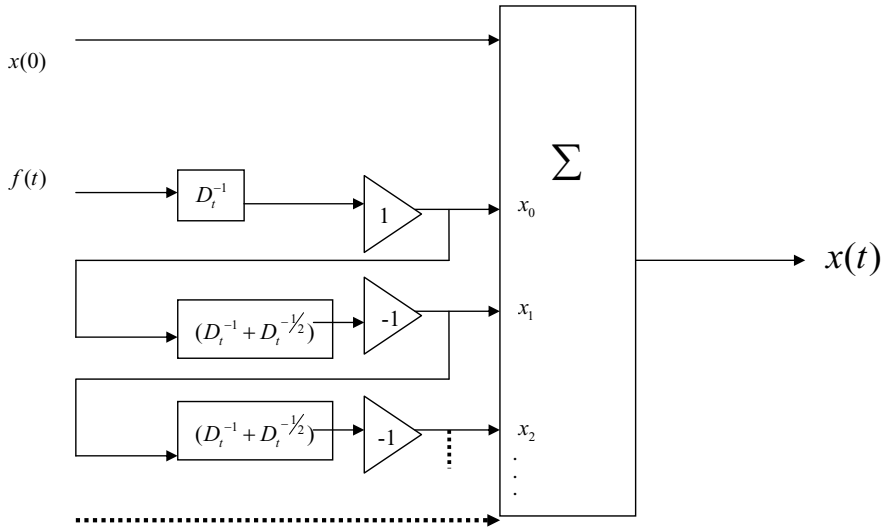 x(0)
∑
f(t)
D_t^{-1}
1
x_0
x(t)
(D_t^{-1} + D_t^{-1/2})
-1
x_1
(D_t^{-1} + D_t^{-1/2})
-1
x_2
.
.
.